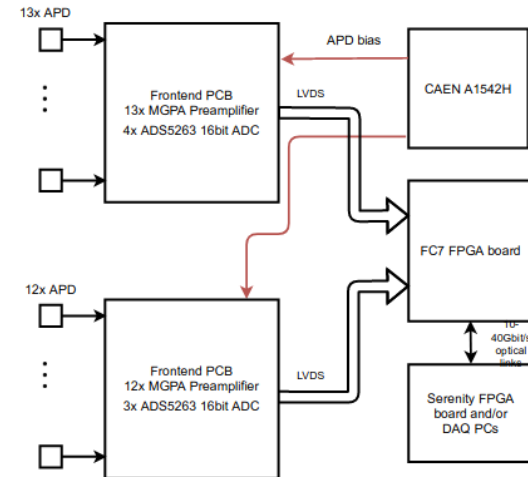 13x APD
APD bias
Frontend PCB
13x MGPA Preamplifier
4x ADS5263 16bit ADC
LVDS
CAEN A1542H
FC7 FPGA
board
12x APD
Frontend PCB
12x MGPA Preamplifier
3x ADS5263 16bit ADC
LVDS
10-
40Gbit/s
optical
links
Serenity FPGA
board and/or
DAQ PCs